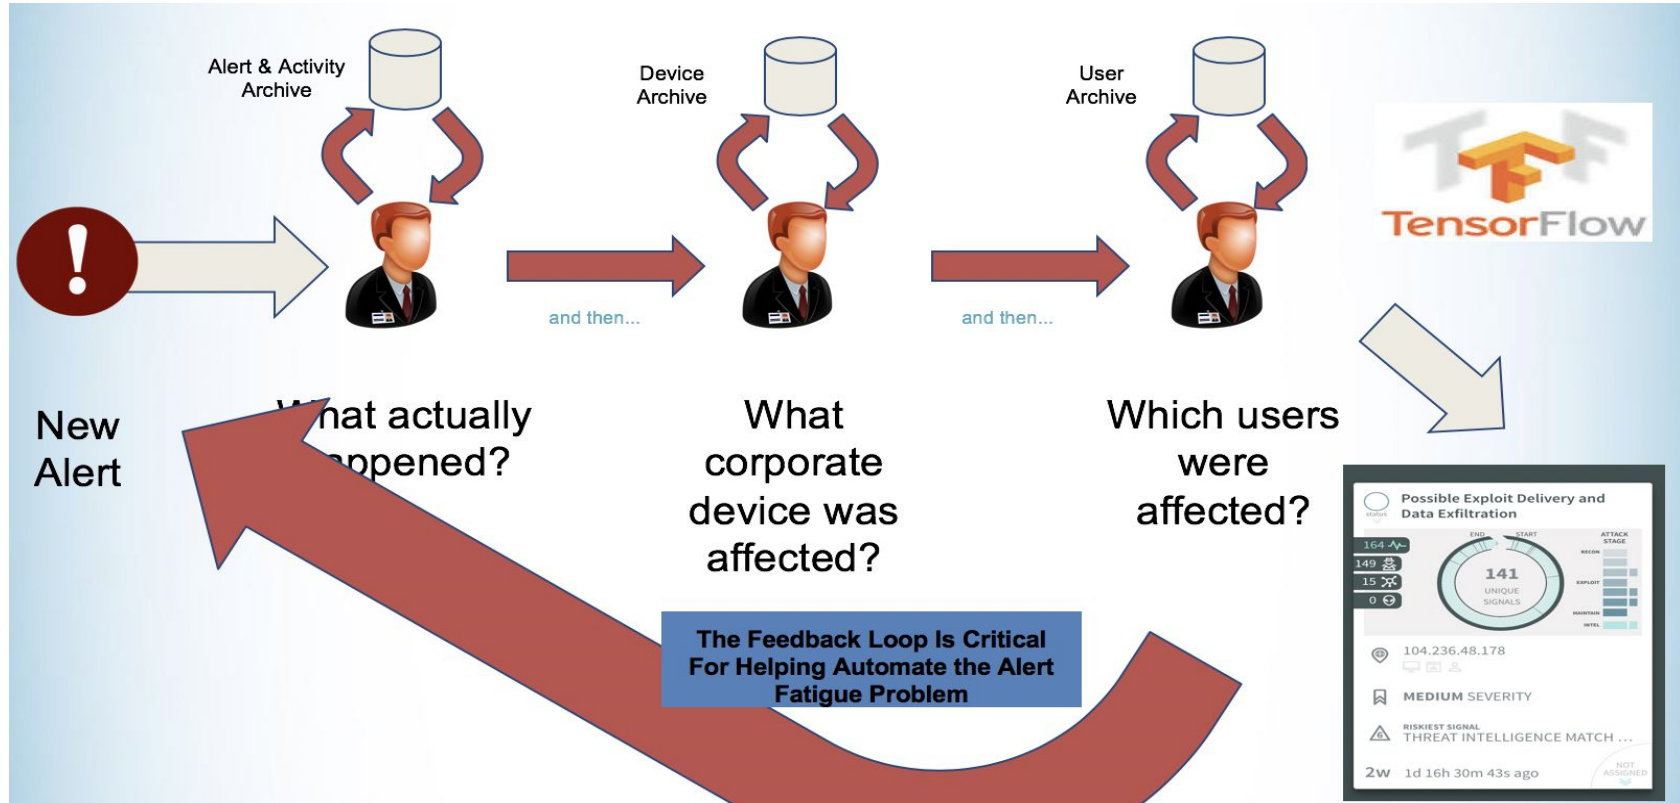 Alert & Activity
Archive
Device
Archive
User
Archive
TensorFlow
and then...
and then...
New
Alert
What actually
happened?
What
corporate
device was
affected?
Which users
were
affected?
The Feedback Loop Is Critical
For Helping Automate the Alert
Fatigue Problem
status
Possible Exploit Delivery and
Data Exfiltration
164
149
15
0
END
START
141
UNIQUE
SIGNALS
ATTACK
STAGE
RECON
EXPLOIT
MAINTAIN
INTEL
104.236.48.178
MEDIUM SEVERITY
6
RISKIEST SIGNAL
THREAT INTELLIGENCE MATCH ...
2w 1d 16h 30m 43s ago
NOT
ASSIGNED